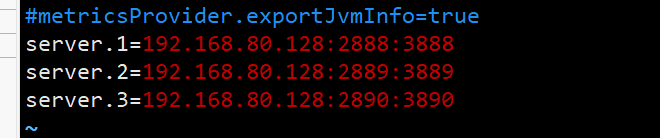 #metricsProvider.exportJvmInfo=true
server.1=192.168.80.128:2888:3888
server.2=192.168.80.128:2889:3889
server.3=192.168.80.128:2890:3890
~